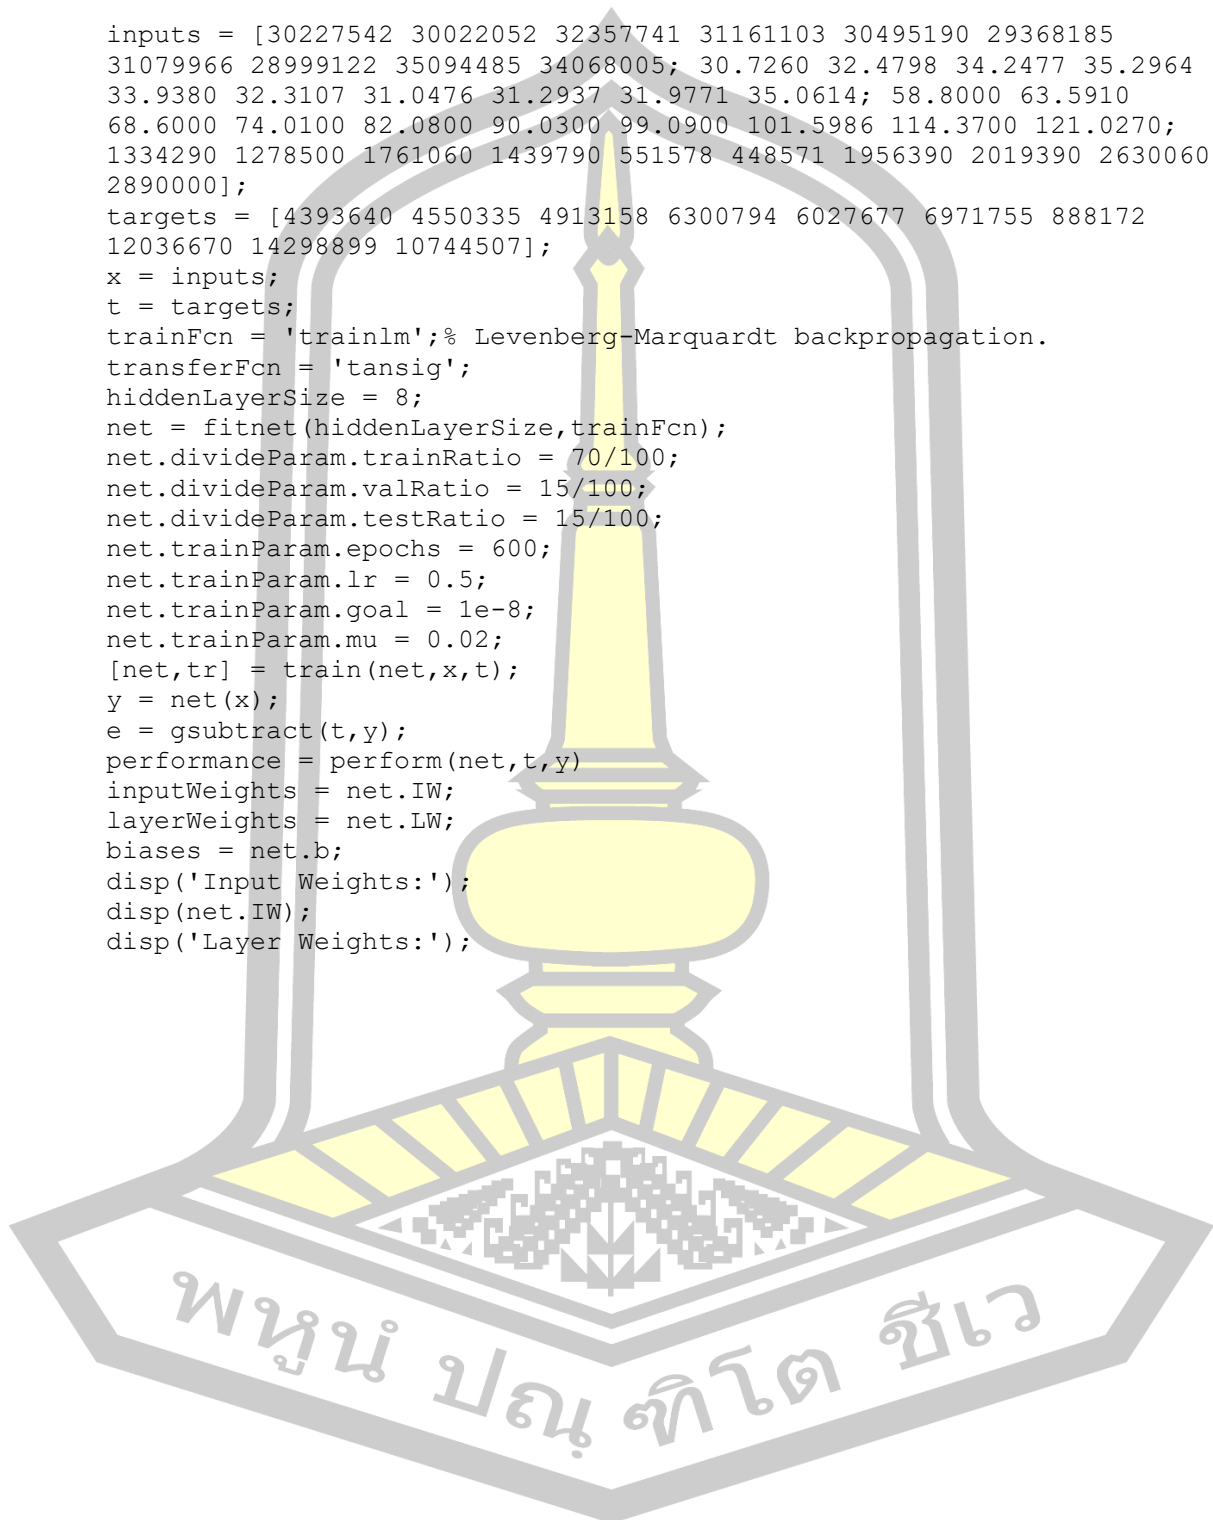 inputs = [30227542 30022052 32357741 31161103 30495190 29368185
31079966 28999122 35094485 34068005; 30.7260 32.4798 34.2477 35.2964
33.9380 32.3107 31.0476 31.2937 31.9771 35.0614; 58.8000 63.5910
68.6000 74.0100 82.0800 90.0300 99.0900 101.5986 114.3700 121.0270;
1334290 1278500 1761060 1439790 551578 448571 1956390 2019390 2630060
2890000];
targets = [4393640 4550335 4913158 6300794 6027677 6971755 888172
12036670 14298899 10744507];
x = inputs;
t = targets;
trainFcn = 'trainlm';% Levenberg-Marquardt backpropagation.
transferFcn = 'tansig';
hiddenLayerSize = 8;
net = fitnet(hiddenLayerSize,trainFcn);
net.divideParam.trainRatio = 70/100;
net.divideParam.valRatio = 15/100;
net.divideParam.testRatio = 15/100;
net.trainParam.epochs = 600;
net.trainParam.lr = 0.5;
net.trainParam.goal = 1e-8;
net.trainParam.mu = 0.02;
[net,tr] = train(net,x,t);
y = net(x);
e = gsubtract(t,y);
performance = perform(net,t,y)
inputWeights = net.IW;
layerWeights = net.LW;
biases = net.b;
disp('Input Weights:');
disp(net.IW);
disp('Layer Weights:');
พหูนํ ปณฺฑิโต ชีเว